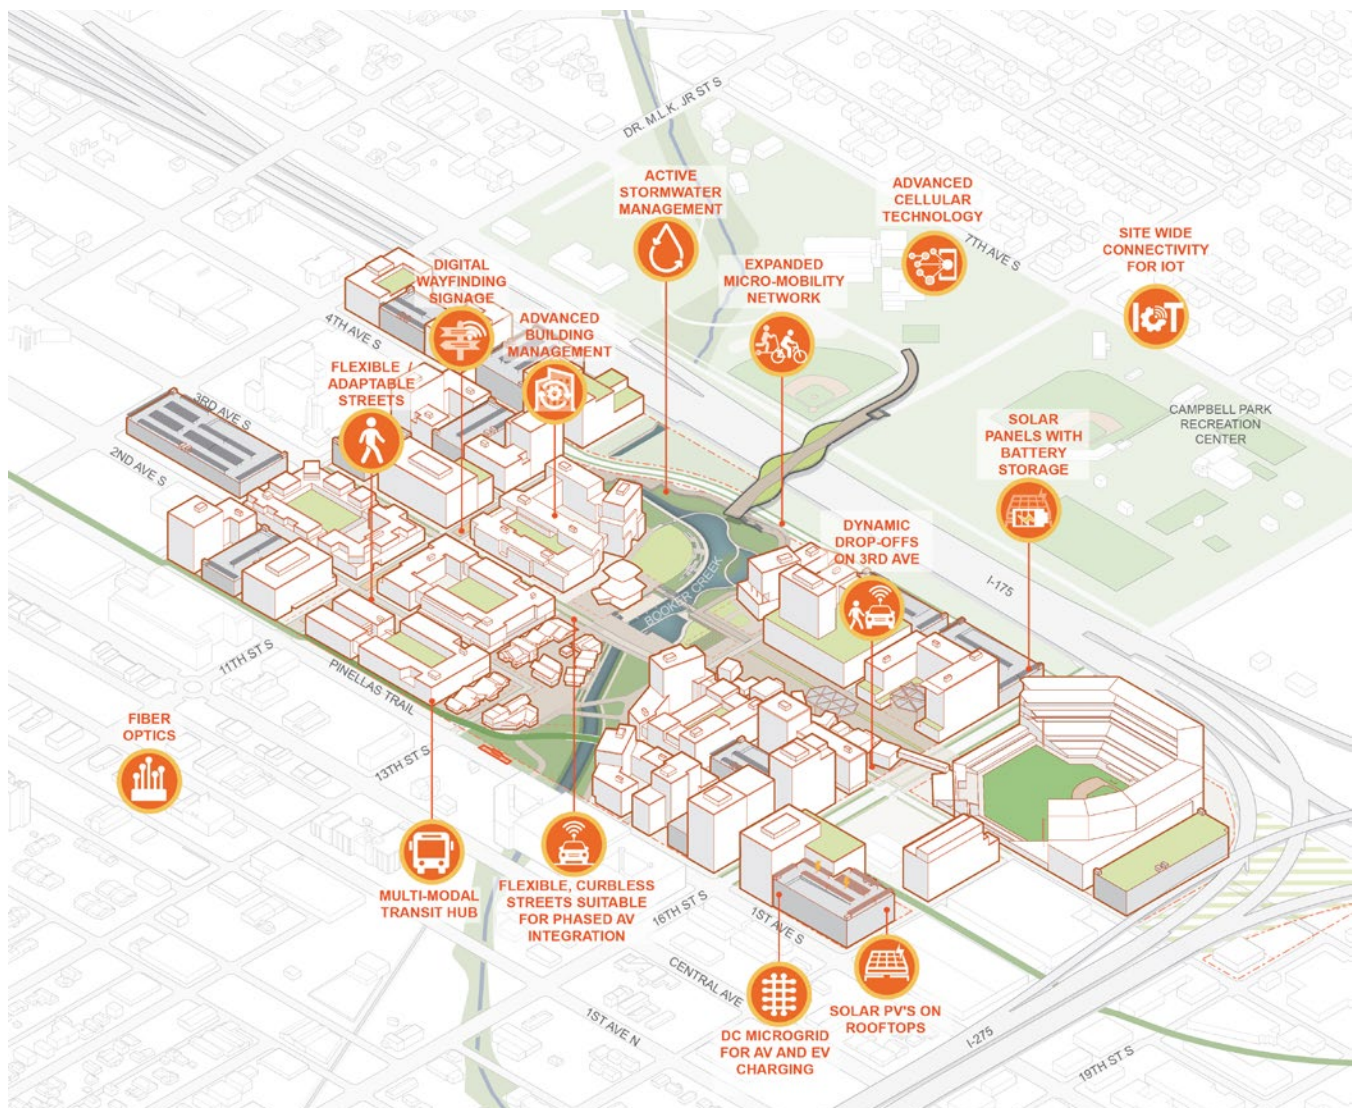 DR. M.L.K. JR ST S
ACTIVE
STORMWATER
MANAGEMENT
ADVANCED
CELLULAR
TECHNOLOGY
7TH AVE S
SITE WIDE
CONNECTIVITY
FOR IOT
IoT
DIGITAL
WAYFINDING
SIGNAGE
EXPANDED
MICRO-MOBILITY
NETWORK
4TH AVE S
ADVANCED
BUILDING
MANAGEMENT
FLEXIBLE /
ADAPTABLE
STREETS
3RD AVE S
2ND AVE S
CAMPBELL PARK
RECREATION
CENTER
SOLAR
PANELS WITH
BATTERY
STORAGE
DYNAMIC
DROP-OFFS
ON 3RD AVE
I-175
BOOKER CREEK
11TH ST S
PINELLAS TRAIL
13TH ST S
FIBER
OPTICS
MULTI-MODAL
TRANSIT HUB
FLEXIBLE, CURBLESS
STREETS SUITABLE
FOR PHASED AV
INTEGRATION
16TH ST S
1ST AVE S
CENTRAL AVE
1ST AVE N
DC MICROGRID
FOR AV AND EV
CHARGING
SOLAR PV'S ON
ROOFTOPS
I-275
19TH ST S